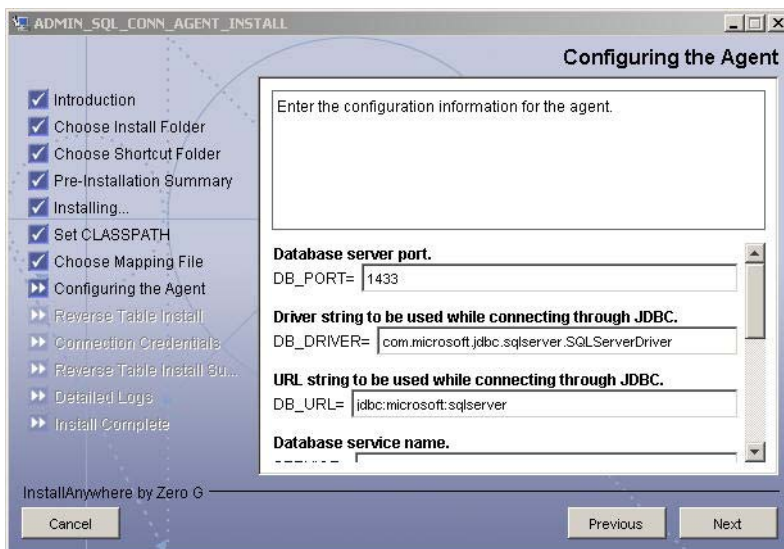 ADMIN_SQL_CONN_AGENT_INSTALL
Configuring the Agent
Introduction
Choose Install Folder
Choose Shortcut Folder
Pre-Installation Summary
Installing...
Set CLASSPATH
Choose Mapping File
Configuring the Agent
Reverse Table Install
Connection Credentials
Reverse Table Install Su...
Detailed Logs
Install Complete
Enter the configuration information for the agent.
Database server port.
DB_PORT= 1433
Driver string to be used while connecting through JDBC.
DB_DRIVER= com.microsoft.jdbc.sqlserver.SQLServerDriver
URL string to be used while connecting through JDBC.
DB_URL= jdbc:microsoft:sqlserver
Database service name.
InstallAnywhere by Zero G
Cancel
Previous
Next